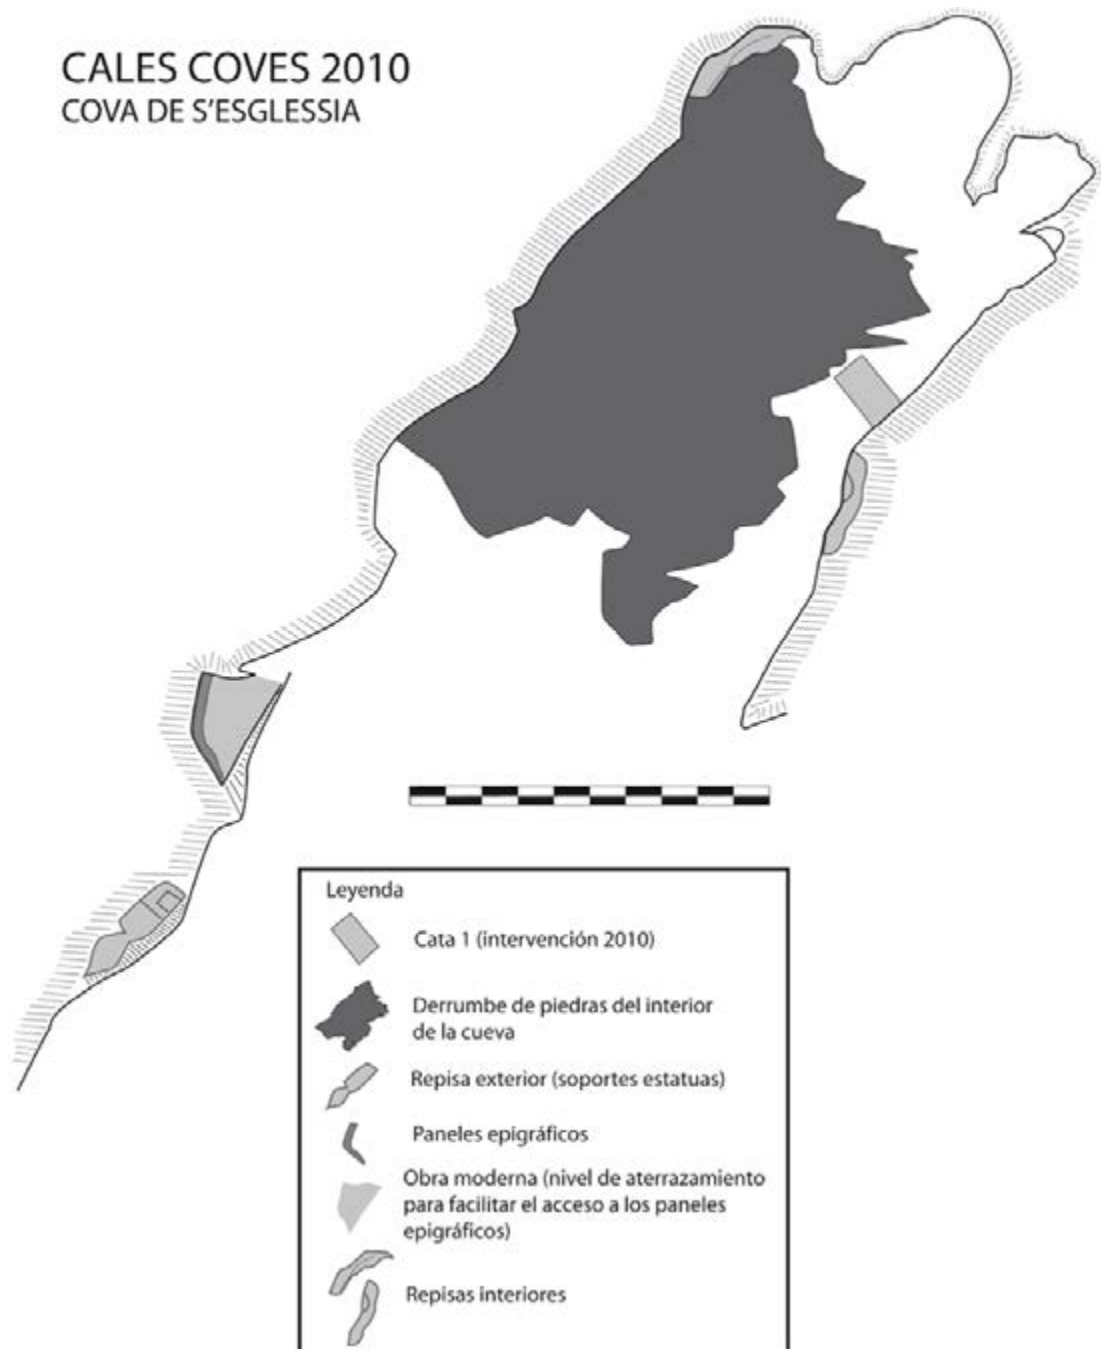 CALES COVES 2010
COVA DE S'ESGLESSIA
Leyenda
Cata 1 (intervención 2010)
Derrumbe de piedras del interior
de la cueva
Repisa exterior (soportes estatuas)
Paneles epigráficos
Obra moderna (nivel de aterrazamiento
para facilitar el acceso a los paneles
epigráficos)
Repisas interiores